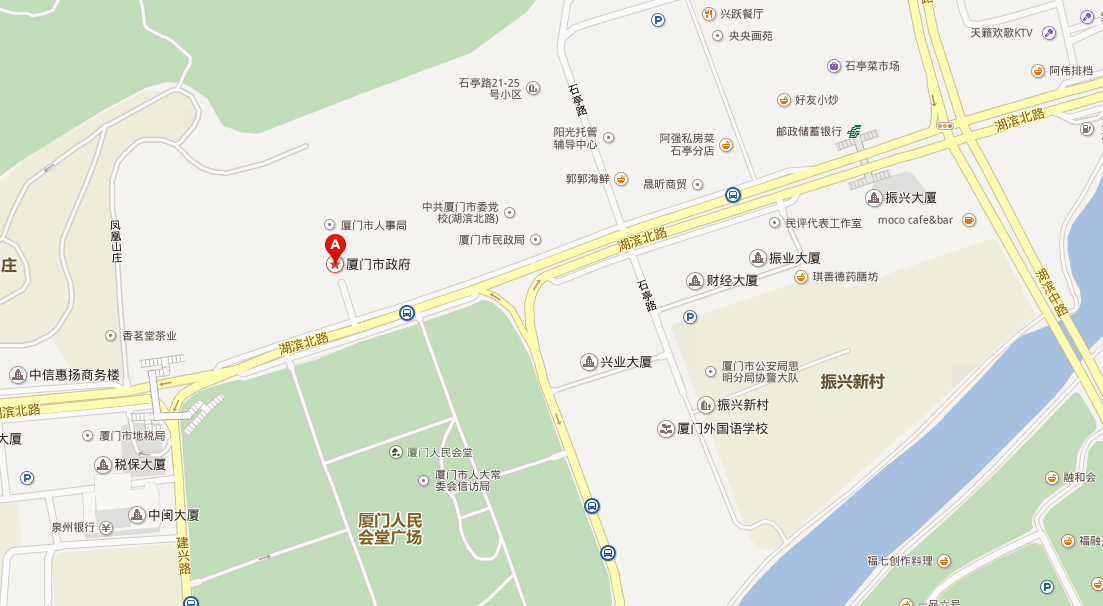 兴跃餐厅
P
央央画苑
天籁欢歌KTV
石亭菜市场
阿伟排档
石亭路21-25
号小区
石亭路
好友小炒
湖滨北路
邮政储蓄银行
阳光托管
辅导中心
阿强私房菜
石亭分店
郭郭海鲜
晟昕商贸
振兴大厦
moco cafe&bar
中共厦门市委党
校(湖滨北路)
厦门市人事局
民评代表工作室
凤凰山庄
厦门市民政局
湖滨北路
A
厦门市政府
庄
振业大厦
财经大厦
琪善德药膳坊
石亭路
湖滨中路
P
香茗堂茶业
湖滨北路
兴业大厦
厦门市公安局思
明分局协警大队
中信惠扬商务楼
振兴新村
振兴新村
湖滨北路
厦门外国语学校
大厦
厦门市地税局
厦门人民会堂
税保大厦
厦门市人大常
委会信访局
P
融和会
中闽大厦
泉州银行
厦门人民
会堂广场
建兴路
福融
福七创作料理
P
一品六号